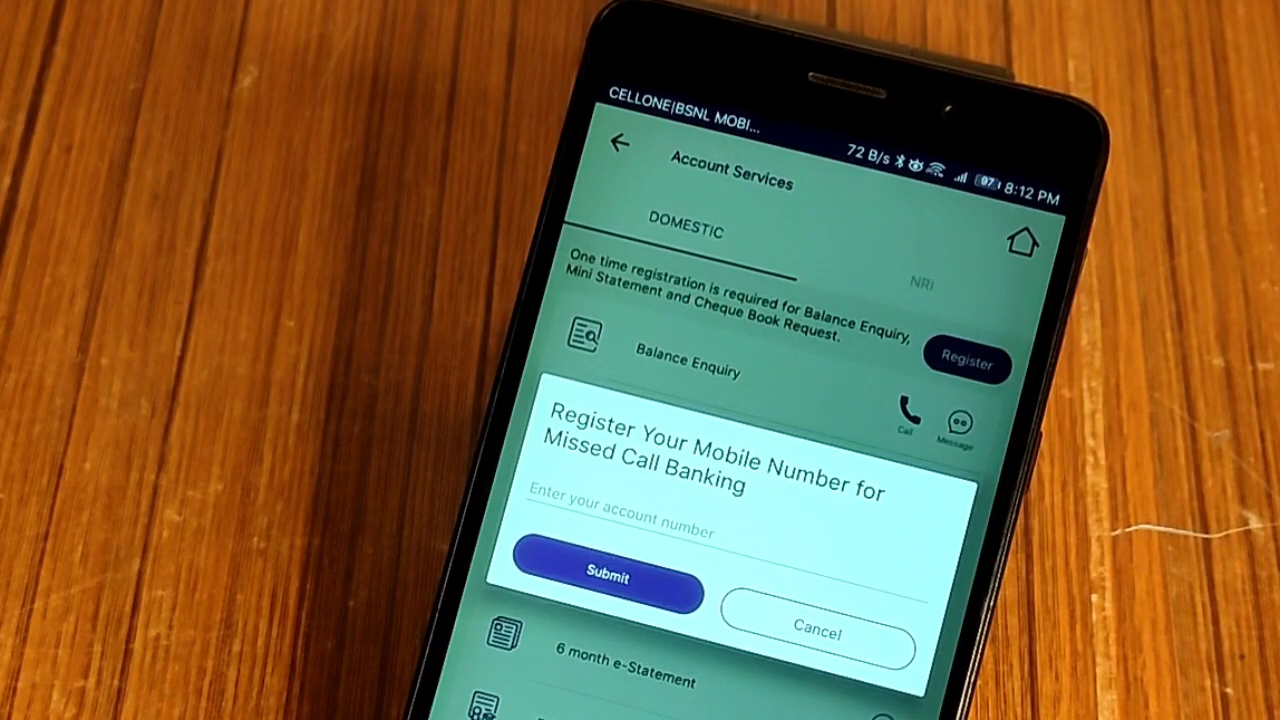 CELLONE|BSNL MOBI...
72 B/s 97 8:12 PM
Account Services
DOMESTIC
NRI
One time registration is required for Balance Enquiry,
Mini Statement and Cheque Book Request.
Register
Balance Enquiry
Call
Message
Register Your Mobile Number for
Missed Call Banking
Enter your account number
Submit
Cancel
6 month e-Statement